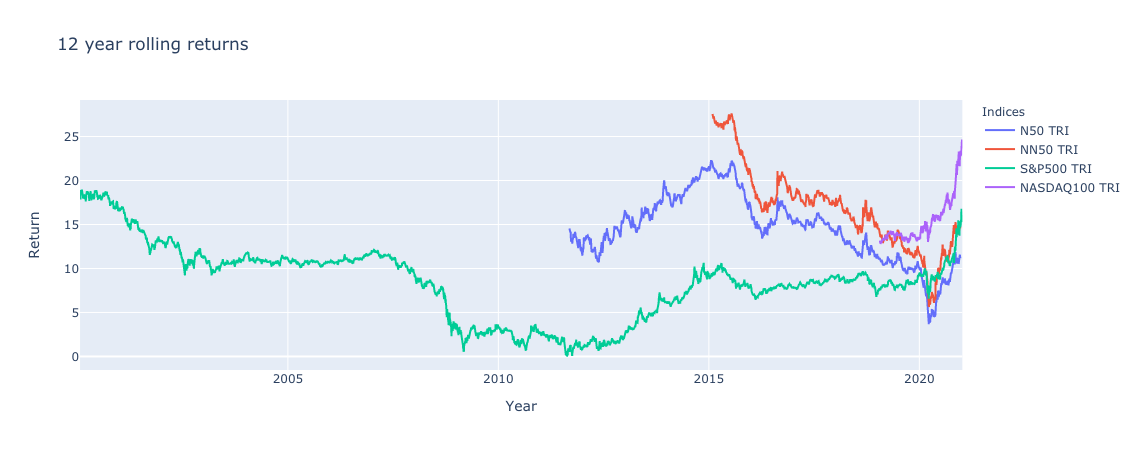 12 year rolling returns
Indices
N50 TRI
NN50 TRI
S&P500 TRI
NASDAQ100 TRI
Return
25
20
15
10
5
0
2005
2010
2015
2020
Year